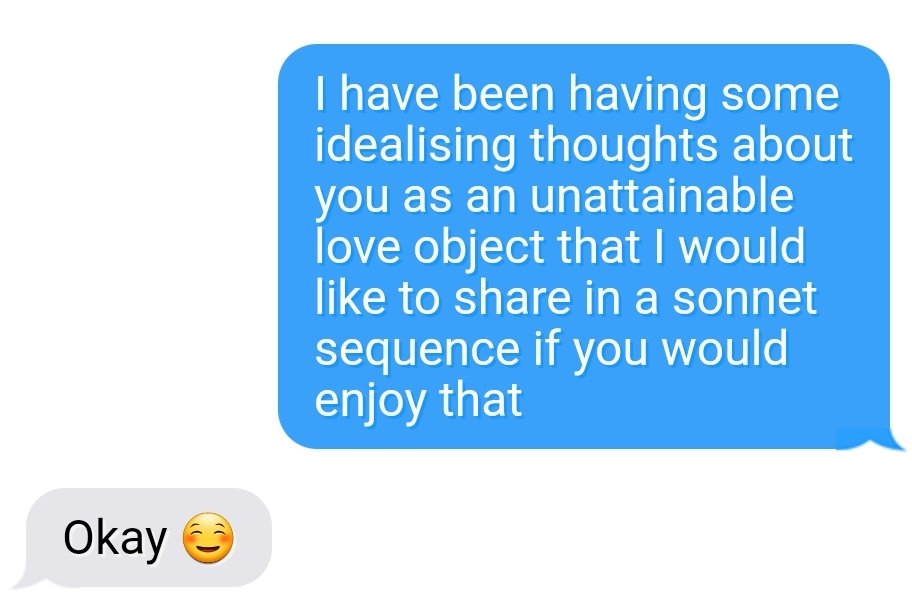 I have been having some
idealising thoughts about
you as an unattainable
love object that I would
like to share in a sonnet
sequence if you would
enjoy that
Okay 😊